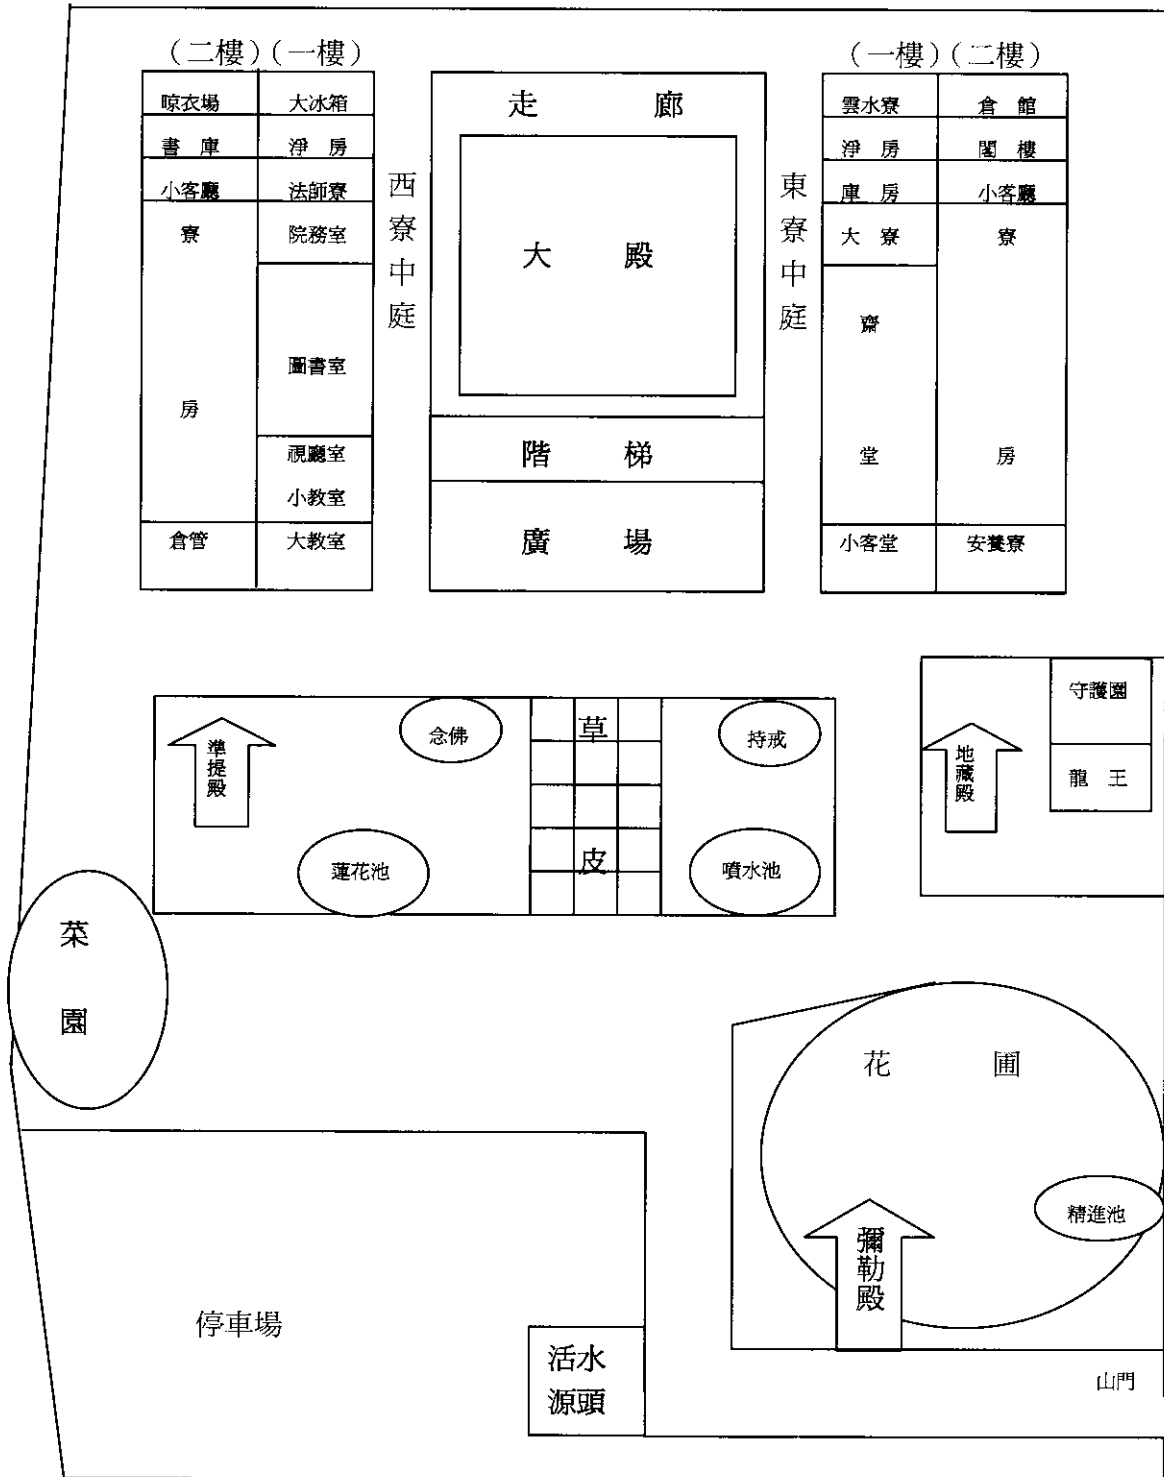 （二樓）（一樓）
（一樓）（二樓）
晾衣場
大冰箱
書 庫
淨 房
小客廳
法師寮
寮 房
院務室
圖書室
視聽室
小教室
倉管
大教室
西寮中庭
走 廊
大 殿
階 梯
廣 場
東寮中庭
雲水寮
倉 館
淨 房
閣 樓
庫 房
小客廳
大 寮
寮 房
齋 堂
小客堂
安養寮
準提殿
念佛
蓮花池
草皮
持戒
噴水池
地藏殿
守護園
龍 王
菜園
花 圃
精進池
彌勒殿
停車場
活水
源頭
山門